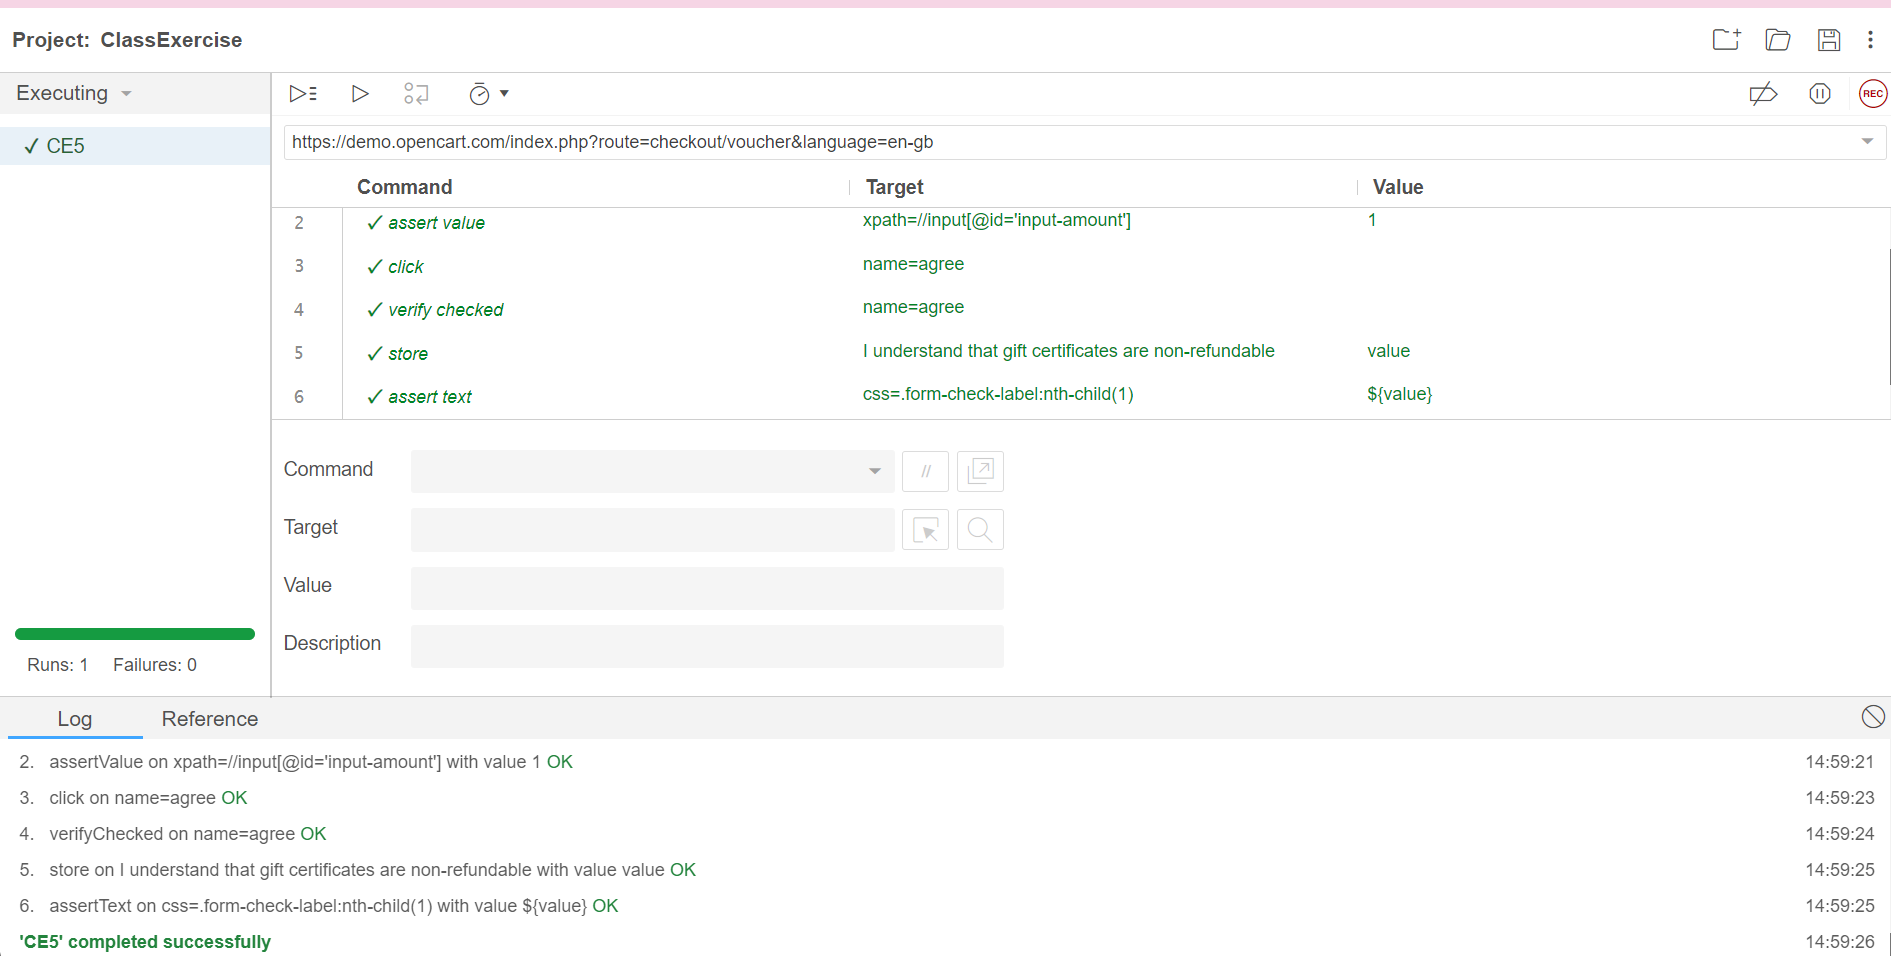 Project: ClassExercise
Executing
REC
✓ CE5
https://demo.opencart.com/index.php?route=checkout/voucher&language=en-gb
Command Target Value
2 ✓ assert value xpath=//input[@id='input-amount'] 1
3 ✓ click name=agree
4 ✓ verify checked name=agree
5 ✓ store I understand that gift certificates are non-refundable value
6 ✓ assert text css=.form-check-label:nth-child(1) ${value}
Command //
Target
Value
Description
Runs: 1 Failures: 0
Log Reference
2. assertValue on xpath=//input[@id='input-amount'] with value 1 OK 14:59:21
3. click on name=agree OK 14:59:23
4. verifyChecked on name=agree OK 14:59:24
5. store on I understand that gift certificates are non-refundable with value value OK 14:59:25
6. assertText on css=.form-check-label:nth-child(1) with value ${value} OK 14:59:25
'CE5' completed successfully 14:59:26